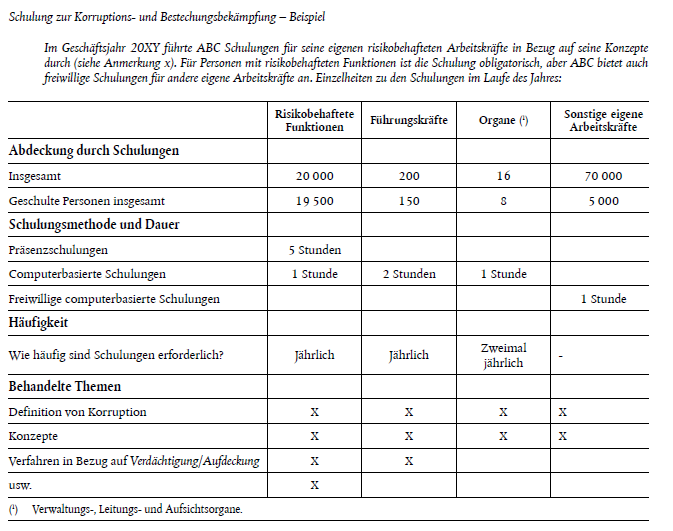 Schulung zur Korruptions- und Bestechungsbekämpfung – Beispiel
Im Geschäftsjahr 20XY führte ABC Schulungen für seine eigenen risikobehafteten Arbeitskräfte in Bezug auf seine Konzepte
durch (siehe Anmerkung x). Für Personen mit risikobehafteten Funktionen ist die Schulung obligatorisch, aber ABC bietet auch
freiwillige Schulungen für andere eigene Arbeitskräfte an. Einzelheiten zu den Schulungen im Laufe des Jahres:
Risikobehaftete Funktionen Führungskräfte Organe (¹) Sonstige eigene Arbeitskräfte
Abdeckung durch Schulungen
Insgesamt 20 000 200 16 70 000
Geschulte Personen insgesamt 19 500 150 8 5 000
Schulungsmethode und Dauer
Präsenzschulungen 5 Stunden
Computerbasierte Schulungen 1 Stunde 2 Stunden 1 Stunde
Freiwillige computerbasierte Schulungen 1 Stunde
Häufigkeit
Wie häufig sind Schulungen erforderlich? Jährlich Jährlich Zweimal jährlich -
Behandelte Themen
Definition von Korruption X X X X
Konzepte X X X X
Verfahren in Bezug auf Verdächtigung/Aufdeckung X X
usw. X
(¹) Verwaltungs-, Leitungs- und Aufsichtsorgane.